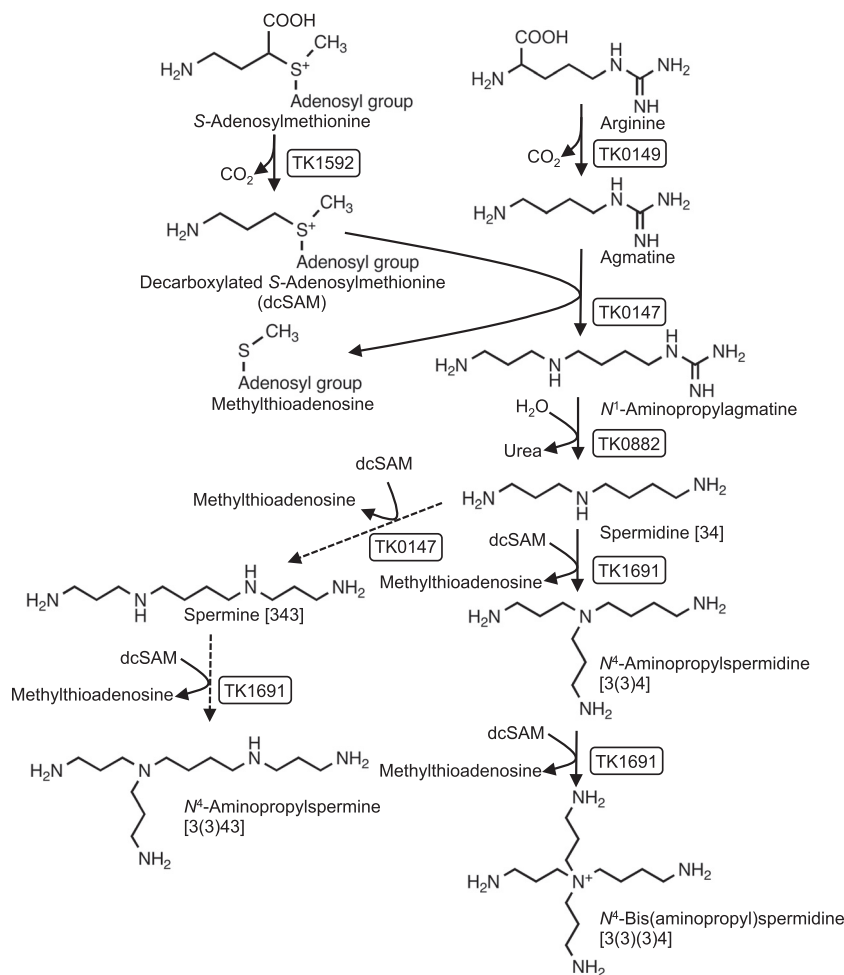 COOH
CH3
H2N
S+
Adenosyl group
S-Adenosylmethionine
COOH
H2N
H
N
NH2
NH
Arginine
CO2
TK1592
CO2
TK0149
H2N
CH3
S+
Adenosyl group
Decarboxylated S-Adenosylmethionine
(dcSAM)
H2N
H
N
NH2
NH
Agmatine
TK0147
CH3
S
Adenosyl group
Methylthioadenosine
H2N
N
H
H
N
NH2
NH
N1-Aminopropylagmatine
H2O
Urea
TK0882
dcSAM
Methylthioadenosine
TK0147
H2N
N
H
NH2
Spermidine [34]
dcSAM
Methylthioadenosine
TK1691
H2N
N
H
H
N
NH2
Spermine [343]
dcSAM
Methylthioadenosine
TK1691
H2N
N
NH2
NH2
N4-Aminopropylspermidine
[3(3)4]
dcSAM
Methylthioadenosine
TK1691
H2N
N
H
N
NH2
NH2
N4-Aminopropylspermine
[3(3)43]
NH2
H2N
N+
NH2
NH2
N4-Bis(aminopropyl)spermidine
[3(3)(3)4]